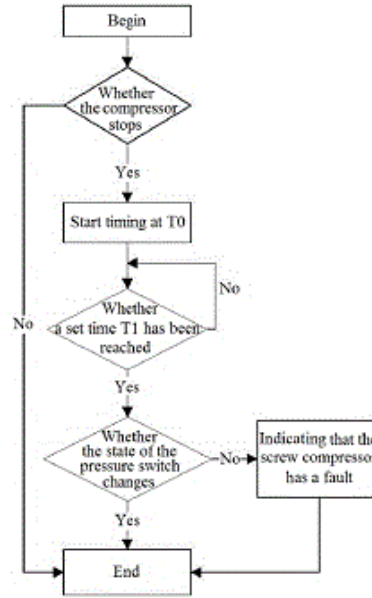 Begin
Whether
the compressor
stops
Yes
Start timing at T0
No
Whether
a set time T1 has been
reached
No
Yes
Whether
the state of the
pressure switch
changes
No
Indicating that the
screw compressor
has a fault
Yes
End